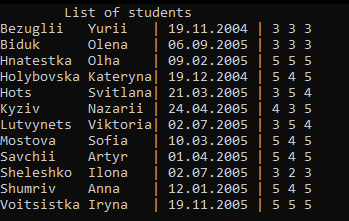 List of students
Bezuglii Yurii | 19.11.2004 | 3 3 3
Biduk Olena | 06.09.2005 | 3 3 3
Hnatestka Olha | 09.02.2005 | 5 5 5
Holybovska Kateryna| 19.12.2004 | 5 4 5
Hots Svitlana| 21.03.2005 | 3 5 4
Kyziv Nazarii | 24.04.2005 | 4 3 5
Lutvynets Viktoria| 02.07.2005 | 3 5 4
Mostova Sofia | 10.03.2005 | 5 4 5
Savchii Artyr | 01.04.2005 | 5 4 5
Sheleshko Ilona | 02.07.2005 | 3 2 3
Shumriv Anna | 12.01.2005 | 5 4 5
Voitsistka Iryna | 19.11.2005 | 5 5 5